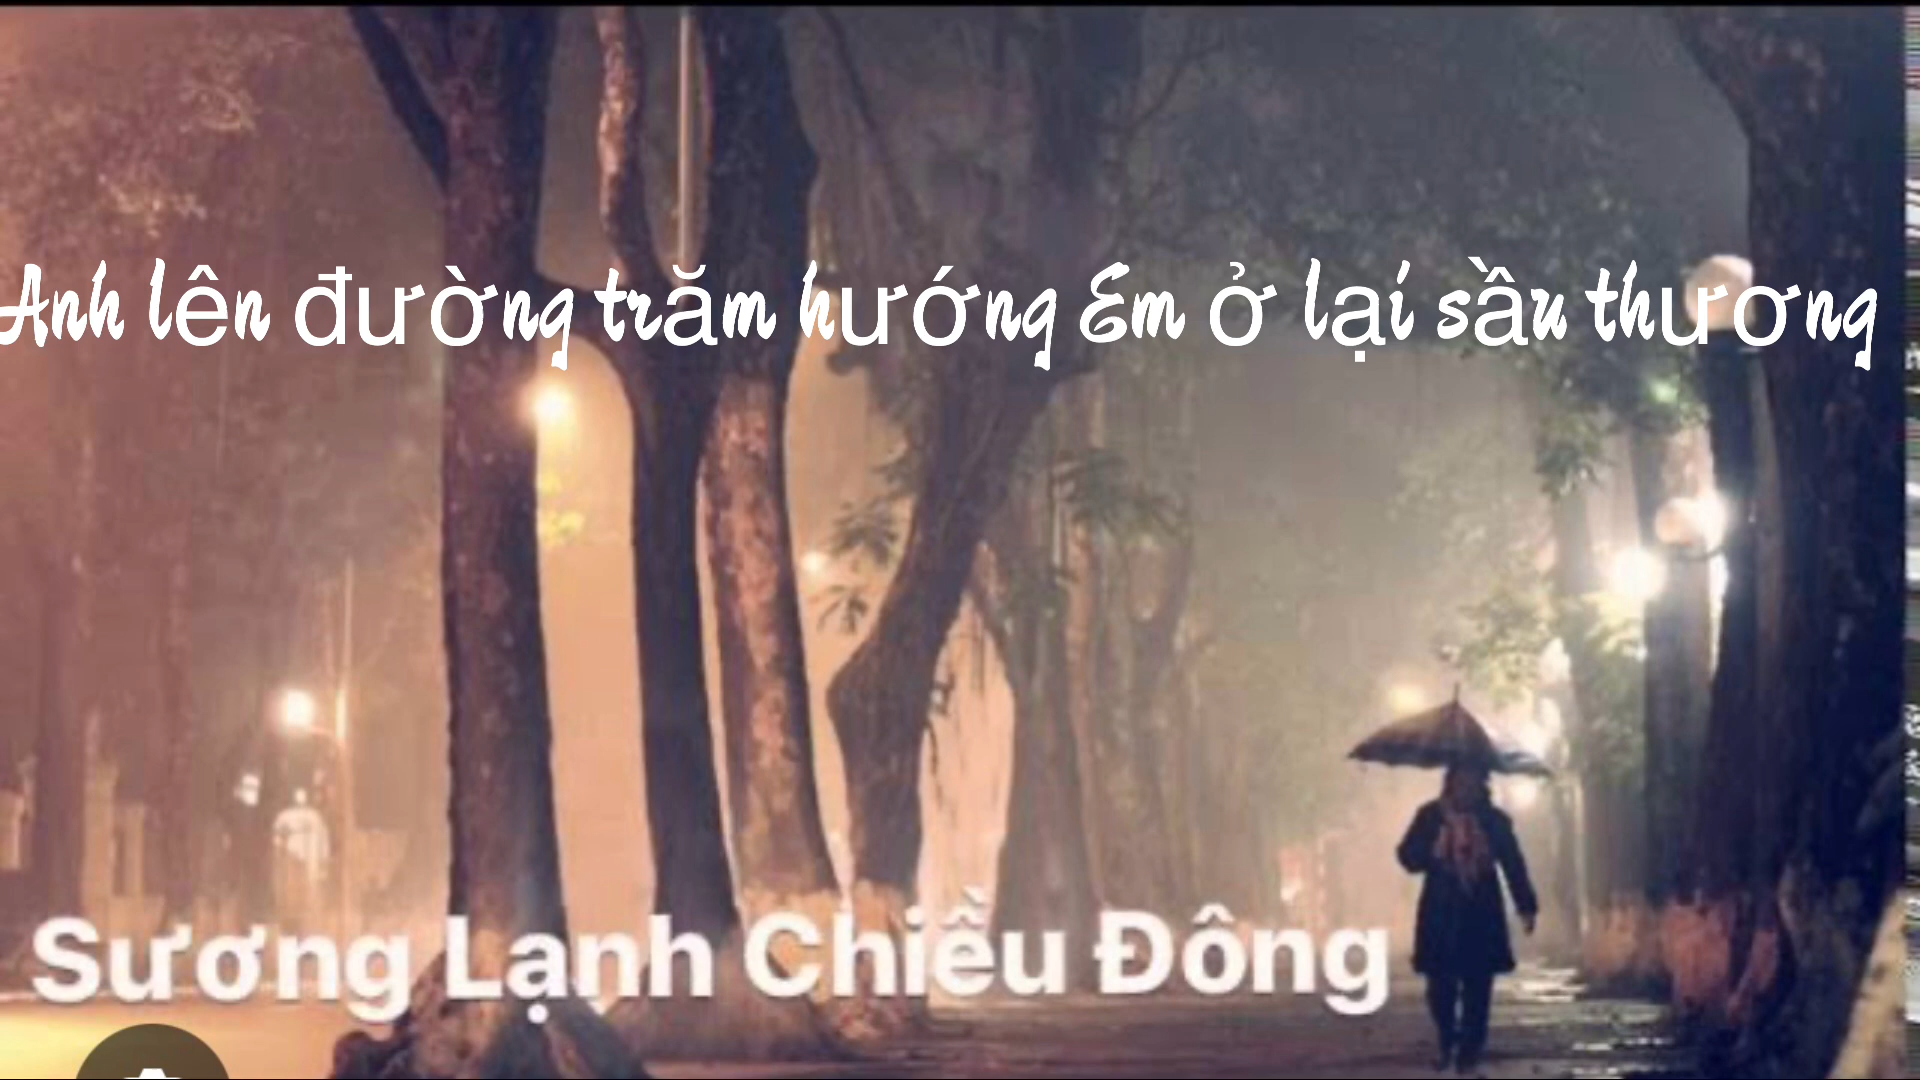 Anh lên đường trăm hướng Em ở lại sầu thương
Sương Lạnh Chiều Đông